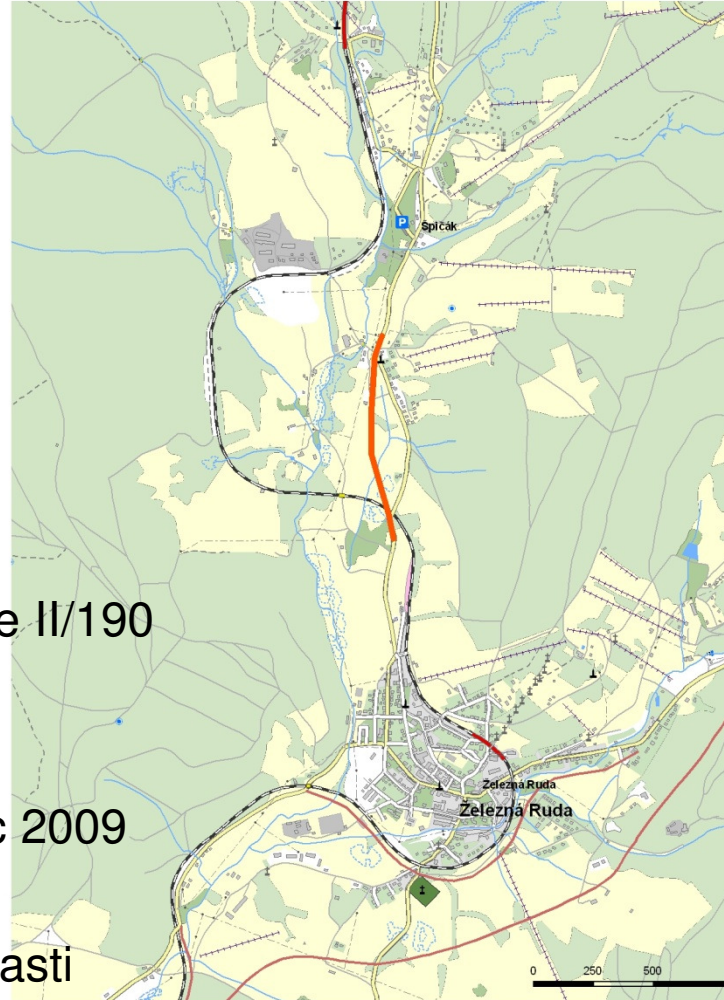 P
Špičák
e II/190
Železná Ruda
Železná Ruda
c 2009
asti
0 250 500